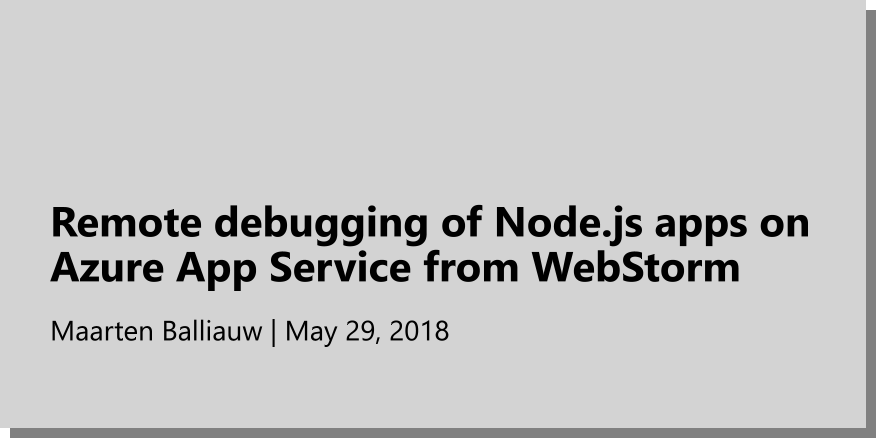 Remote debugging of Node.js apps on
Azure App Service from WebStorm
Maarten Balliauw | May 29, 2018